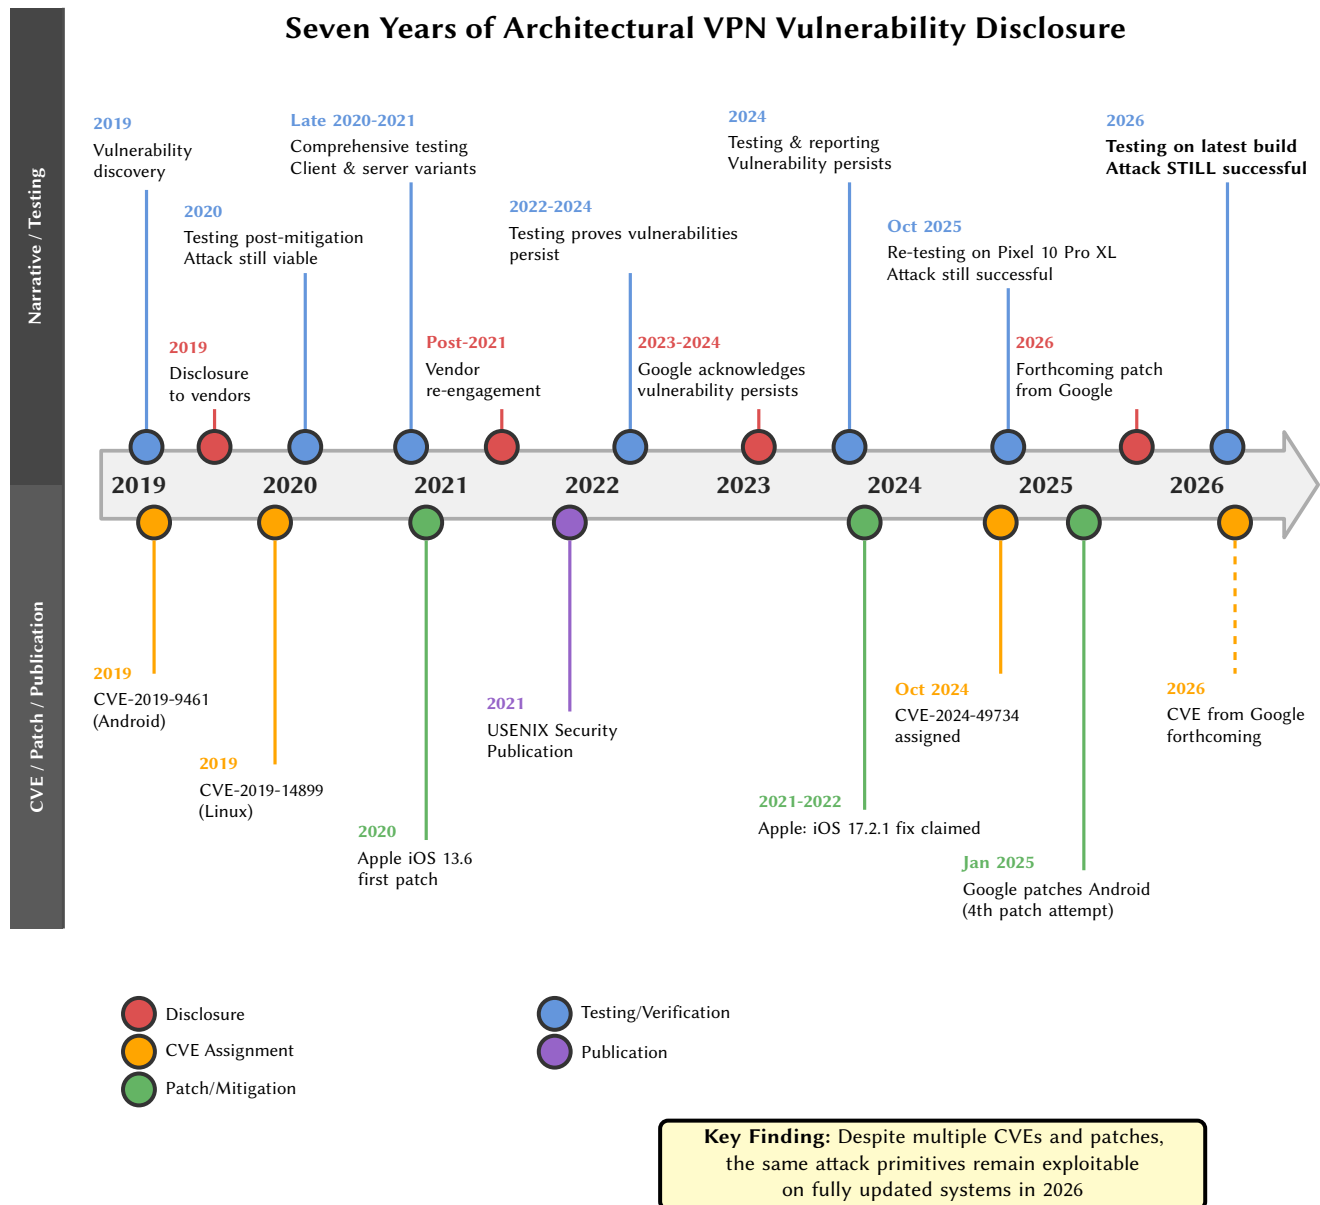 Seven Years of Architectural VPN Vulnerability Disclosure
Narrative / Testing
2019
Vulnerability
discovery
2020
Testing post-mitigation
Attack still viable
Late 2020-2021
Comprehensive testing
Client & server variants
2022-2024
Testing proves vulnerabilities
persist
2024
Testing & reporting
Vulnerability persists
Oct 2025
Re-testing on Pixel 10 Pro XL
Attack still successful
2026
Testing on latest build
Attack STILL successful
2019
Disclosure
to vendors
Post-2021
Vendor
re-engagement
2023-2024
Google acknowledges
vulnerability persists
2026
Forthcoming patch
from Google
2019 2020 2021 2022 2023 2024 2025 2026
CVE / Patch / Publication
2019
CVE-2019-9461
(Android)
2019
CVE-2019-14899
(Linux)
2020
Apple iOS 13.6
first patch
2021
USENIX Security
Publication
2021-2022
Apple: iOS 17.2.1 fix claimed
Oct 2024
CVE-2024-49734
assigned
Jan 2025
Google patches Android
(4th patch attempt)
2026
CVE from Google
forthcoming
Disclosure
CVE Assignment
Patch/Mitigation
Testing/Verification
Publication
Key Finding: Despite multiple CVEs and patches,
the same attack primitives remain exploitable
on fully updated systems in 2026